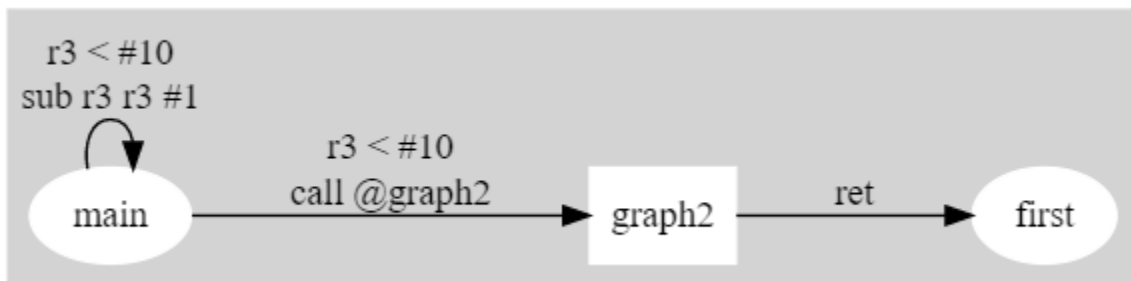 r3 < #10
sub r3 r3 #1
r3 < #10
call @graph2
main
graph2
ret
first